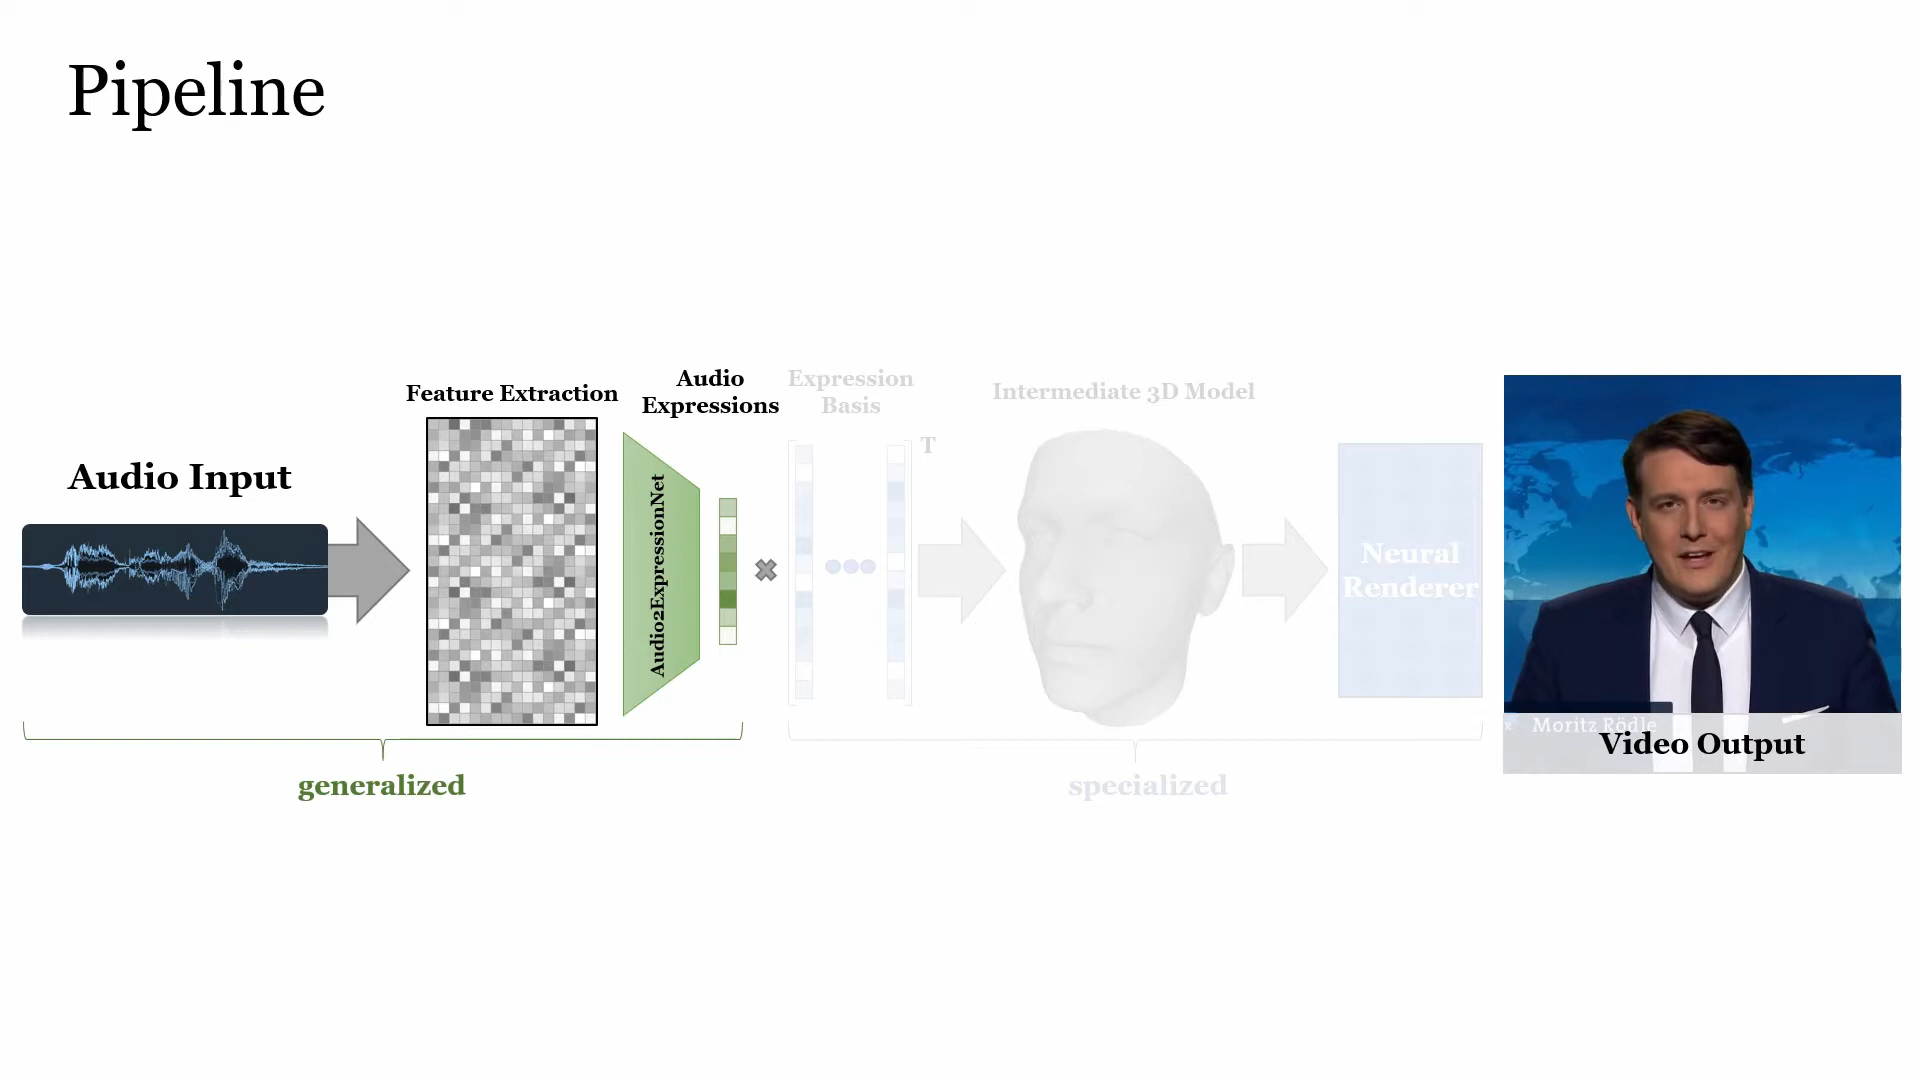 Pipeline
Feature Extraction
Audio
Expressions
Expression
Basis
T
Intermediate 3D Model
Audio Input
Audio2ExpressionNet
Neural
Renderer
Moritz Rödle
Video Output
generalized
specialized